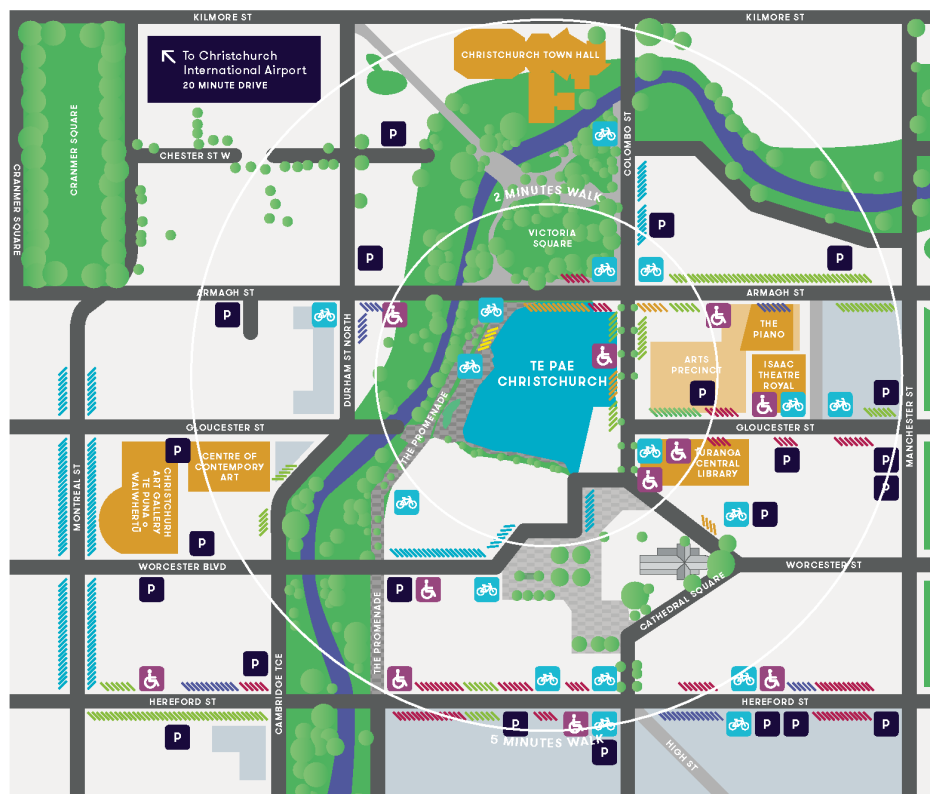 KILMORE ST
KILMORE ST
To Christchurch
International Airport
20 MINUTE DRIVE
CHRISTCHURCH TOWN HALL
CRANMER SQUARE
CRANMER SQUARE
P
CHESTER ST W
COLOMBO ST
2 MINUTES WALK
VICTORIA
SQUARE
P
P
P
ARMAGH ST
ARMAGH ST
P
DURHAM ST NORTH
THE
PIANO
TE PAE
CHRISTCHURCH
ARTS
PRECINCT
ISAAC
THEATRE
ROYAL
P
P
MANCHESTER ST
THE PROMENADE
GLOUCESTER ST
GLOUCESTER ST
P
CENTRE OF
CONTEMPORY
ART
CHRISTCHURH
ART GALLERY
TE PUNA o
WAIWHERTŪ
MONTREAL ST
TURANGA
CENTRAL
LIBRARY
P
P
P
P
P
WORCESTER BLVD
WORCESTER ST
P
P
CATHEDRAL SQUARE
THE PROMENADE
CAMBRIDGE TCE
P
HEREFORD ST
HEREFORD ST
P
P
P
P
P
P
5 MINUTES WALK
HIGH ST